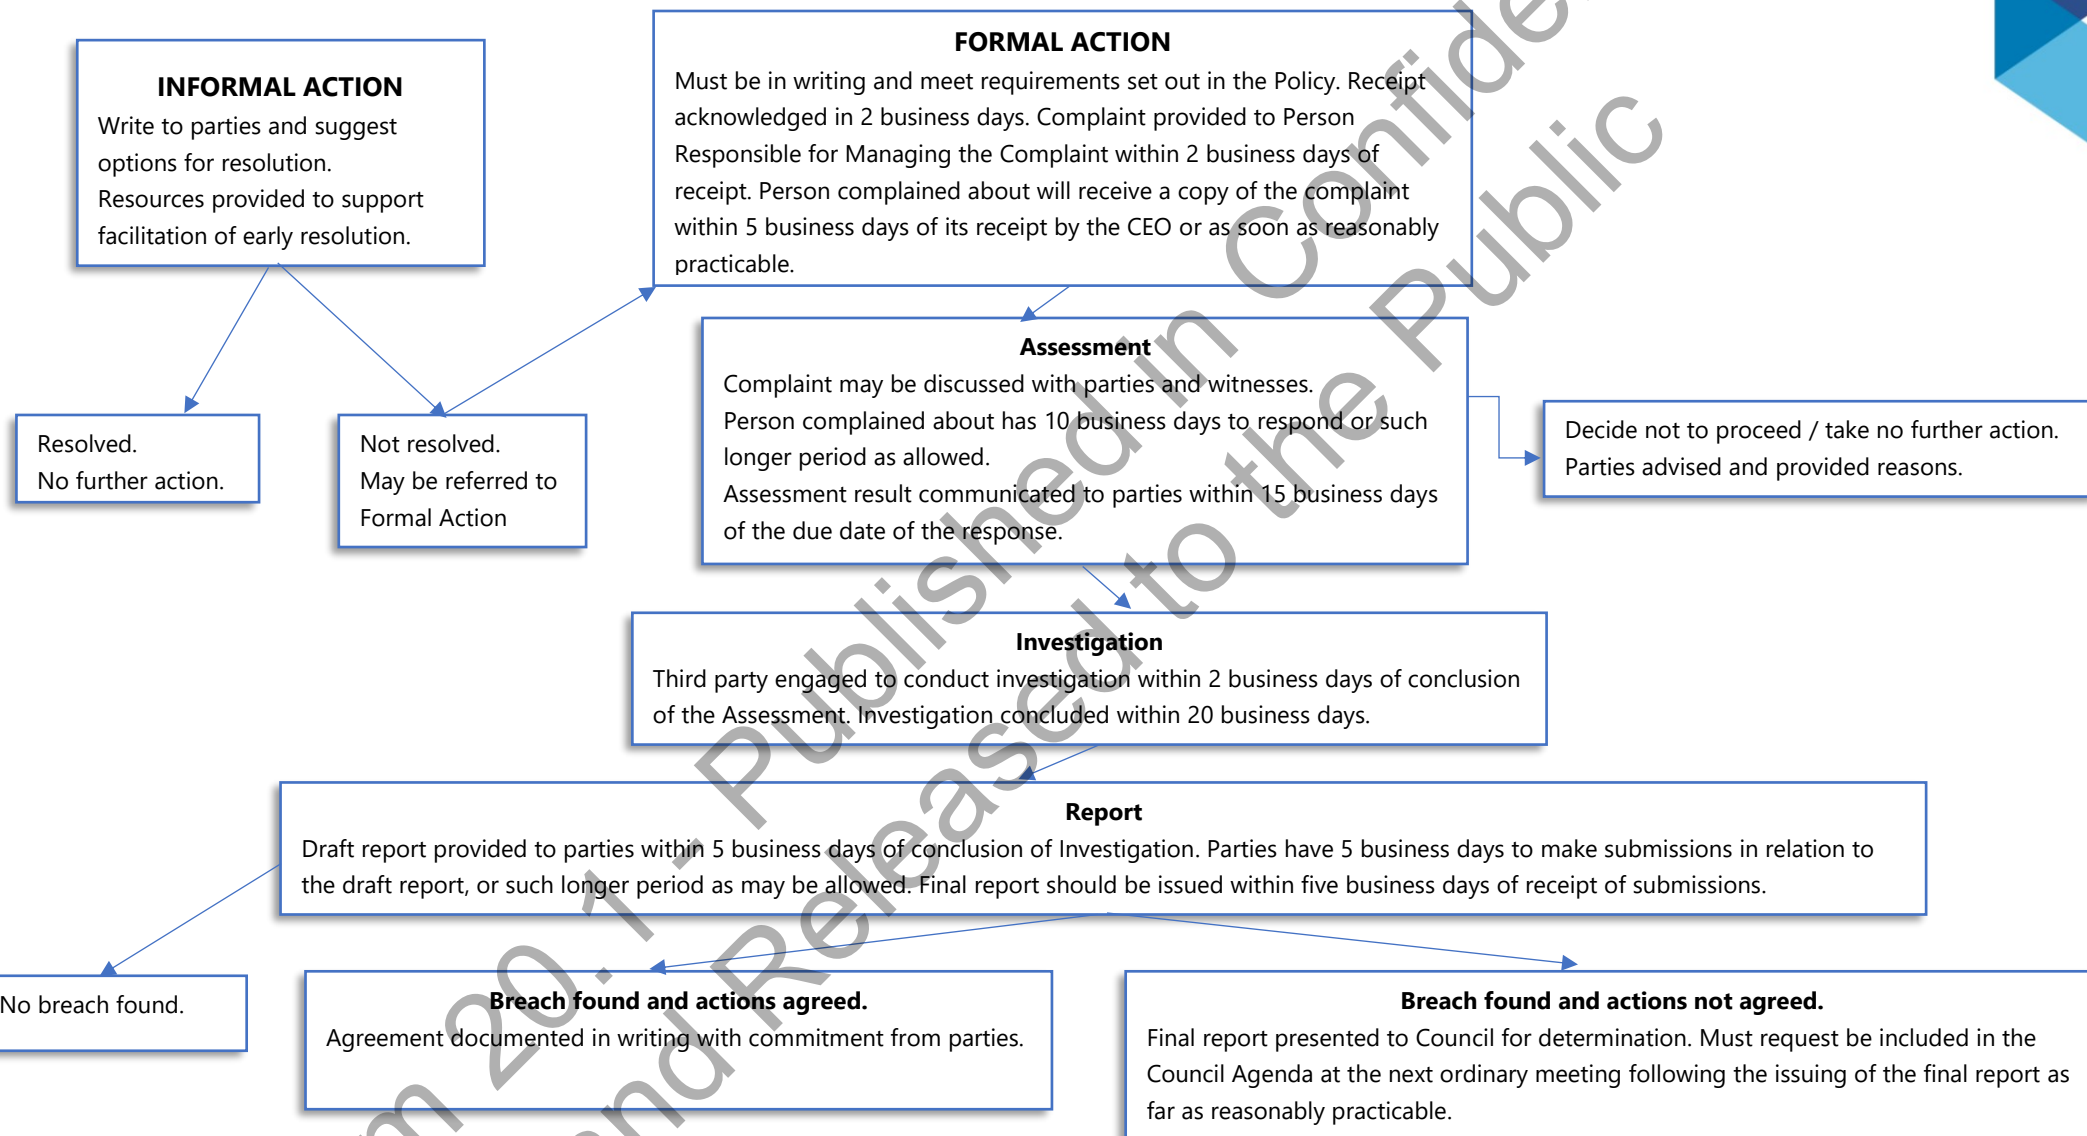 INFORMAL ACTION
Write to parties and suggest
options for resolution.
Resources provided to support
facilitation of early resolution.
FORMAL ACTION
Must be in writing and meet requirements set out in the Policy. Receipt
acknowledged in 2 business days. Complaint provided to Person
Responsible for Managing the Complaint within 2 business days of
receipt. Person complained about will receive a copy of the complaint
within 5 business days of its receipt by the CEO or as soon as reasonably
practicable.
Resolved.
No further action.
Not resolved.
May be referred to
Formal Action
Assessment
Complaint may be discussed with parties and witnesses.
Person complained about has 10 business days to respond or such
longer period as allowed.
Assessment result communicated to parties within 15 business days
of the due date of the response.
Decide not to proceed / take no further action.
Parties advised and provided reasons.
Investigation
Third party engaged to conduct investigation within 2 business days of conclusion
of the Assessment. Investigation concluded within 20 business days.
Report
Draft report provided to parties within 5 business days of conclusion of Investigation. Parties have 5 business days to make submissions in relation to
the draft report, or such longer period as may be allowed. Final report should be issued within five business days of receipt of submissions.
No breach found.
Breach found and actions agreed.
Agreement documented in writing with commitment from parties.
Breach found and actions not agreed.
Final report presented to Council for determination. Must request be included in the
Council Agenda at the next ordinary meeting following the issuing of the final report as
far as reasonably practicable.
20.1 - Published in
and Released to the Public